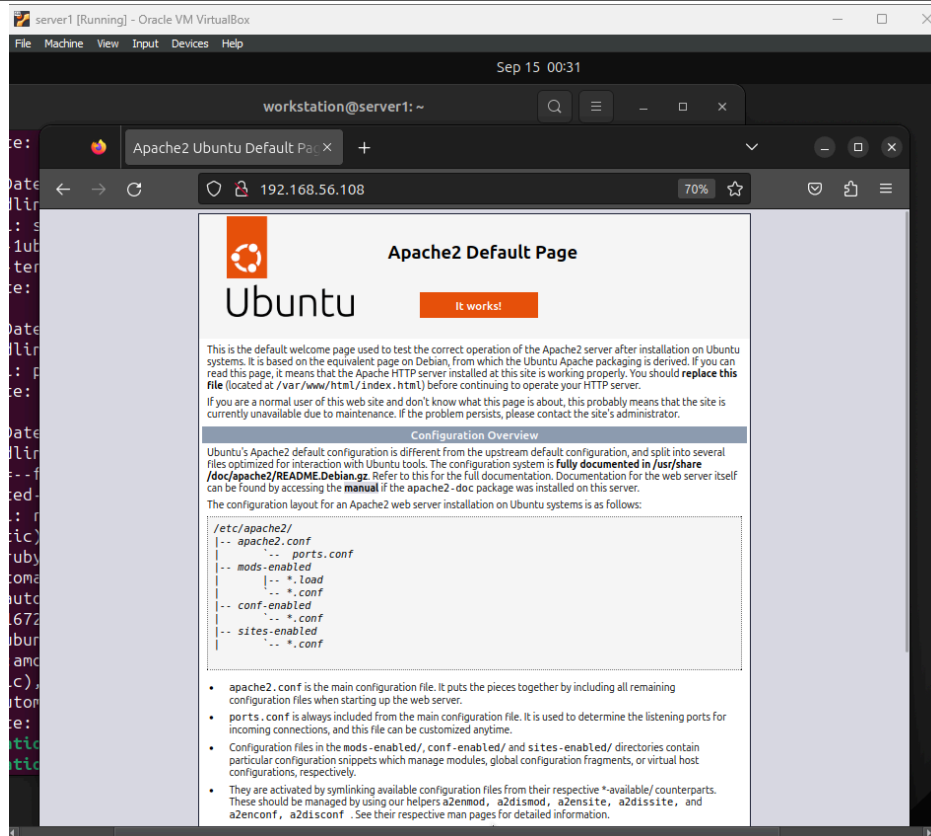 server1 [Running] - Oracle VM VirtualBox
File Machine View Input Devices Help
Sep 15 00:31
workstation@server1: ~
Apache2 Ubuntu Default Pag
192.168.56.108
70%
Apache2 Default Page
Ubuntu
It works!
This is the default welcome page used to test the correct operation of the Apache2 server after installation on Ubuntu
systems. It is based on the equivalent page on Debian, from which the Ubuntu Apache packaging is derived. If you can
read this page, it means that the Apache HTTP server installed at this site is working properly. You should replace this
file (located at /var/www/html/index.html) before continuing to operate your HTTP server.
If you are a normal user of this web site and don't know what this page is about, this probably means that the site is
currently unavailable due to maintenance. If the problem persists, please contact the site's administrator.
Configuration Overview
Ubuntu's Apache2 default configuration is different from the upstream default configuration, and split into several
files optimized for interaction with Ubuntu tools. The configuration system is fully documented in /usr/share
/doc/apache2/README.Debian.gz. Refer to this for the full documentation. Documentation for the web server itself
can be found by accessing the manual if the apache2-doc package was installed on this server.
The configuration layout for an Apache2 web server installation on Ubuntu systems is as follows:
/etc/apache2/
|-- apache2.conf
|       `--  ports.conf
|-- mods-enabled
|       |-- *.load
|       `-- *.conf
|-- conf-enabled
|       `-- *.conf
|-- sites-enabled
|       `-- *.conf
• apache2.conf is the main configuration file. It puts the pieces together by including all remaining
configuration files when starting up the web server.
• ports.conf is always included from the main configuration file. It is used to determine the listening ports for
incoming connections, and this file can be customized anytime.
• Configuration files in the mods-enabled/, conf-enabled/ and sites-enabled/ directories contain
particular configuration snippets which manage modules, global configuration fragments, or virtual host
configurations, respectively.
• They are activated by symlinking available configuration files from their respective *-available/ counterparts.
These should be managed by using our helpers a2enmod, a2dismod, a2ensite, a2dissite, and
a2enconf, a2disconf . See their respective man pages for detailed information.